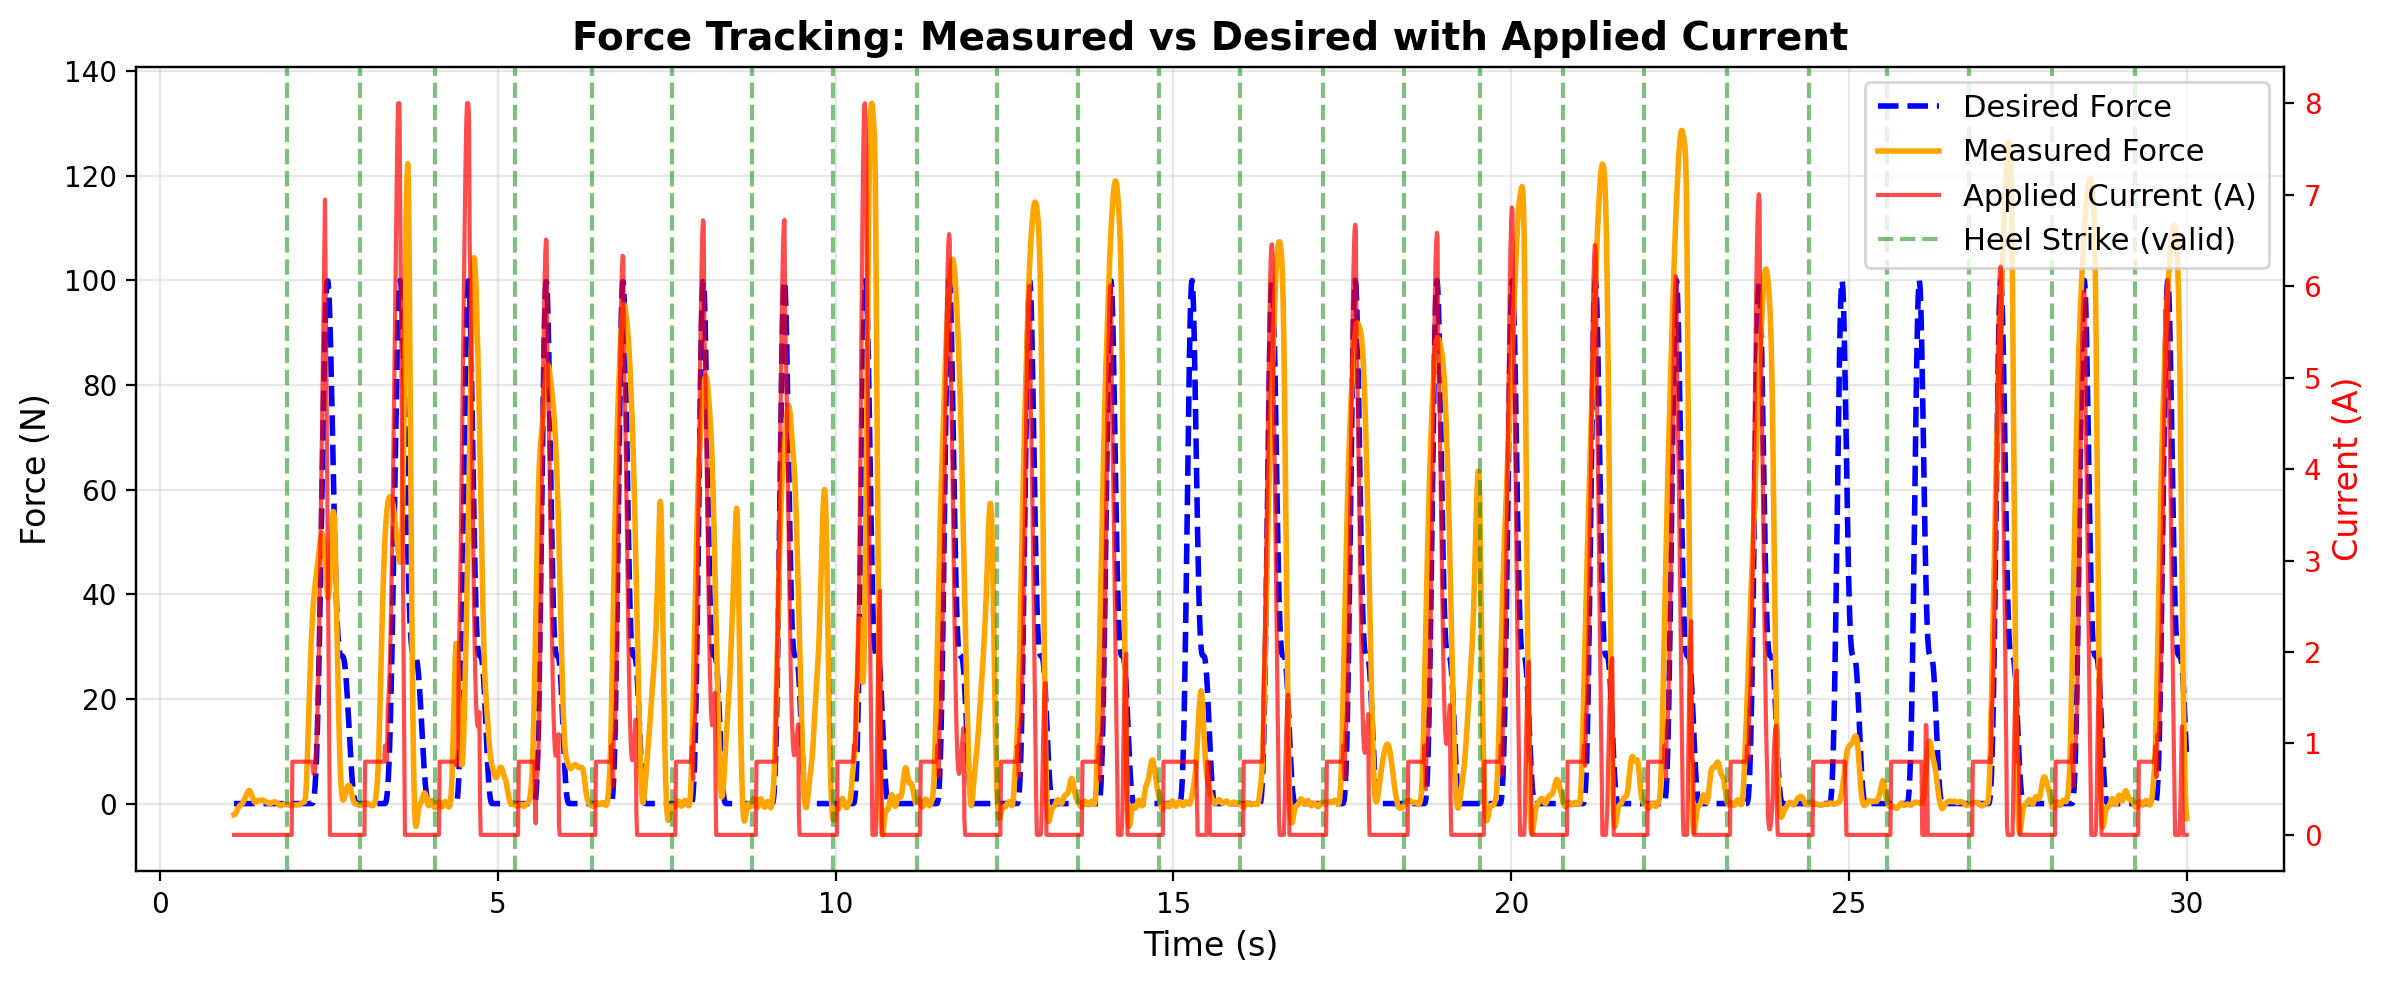 Force Tracking: Measured vs Desired with Applied Current
140
120
100
80
60
40
20
0
Force (N)
8
7
6
5
4
3
2
1
0
Current (A)
Desired Force
Measured Force
Applied Current (A)
Heel Strike (valid)
0 5 10 15 20 25 30
Time (s)